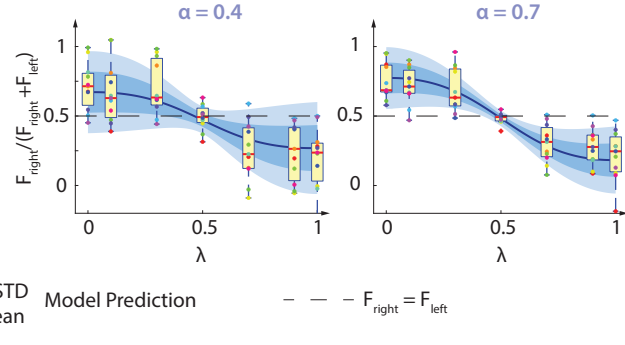 α = 0.4
α = 0.7
F_right/(F_right + F_left)
1
0.5
0
1
0.5
0
0 0.5 1
0 0.5 1
λ
λ
STD
Model Prediction
F_right = F_left